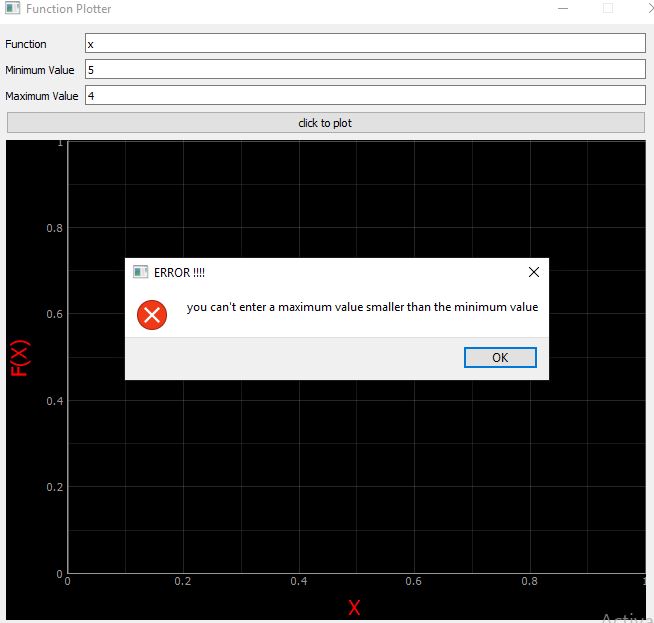 Function Plotter
Function x
Minimum Value 5
Maximum Value 4
click to plot
1
0.8
ERROR !!!!
you can't enter a maximum value smaller than the minimum value
OK
0.6
F(X)
0.4
0.2
0
0 0.2 0.4 0.6 0.8 1
X